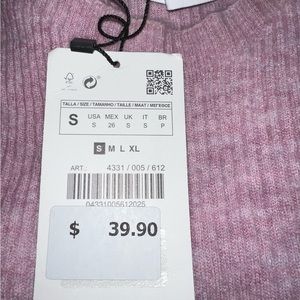 TALLA / SIZE / TAMANHO / TAILLE / MAAT / МЕГЕОСЕ
S USA MEX UK IT BR
S 26 S S P
S M L XL
ART. 4331 / 005 / 612
04331005612025
$ 39.90